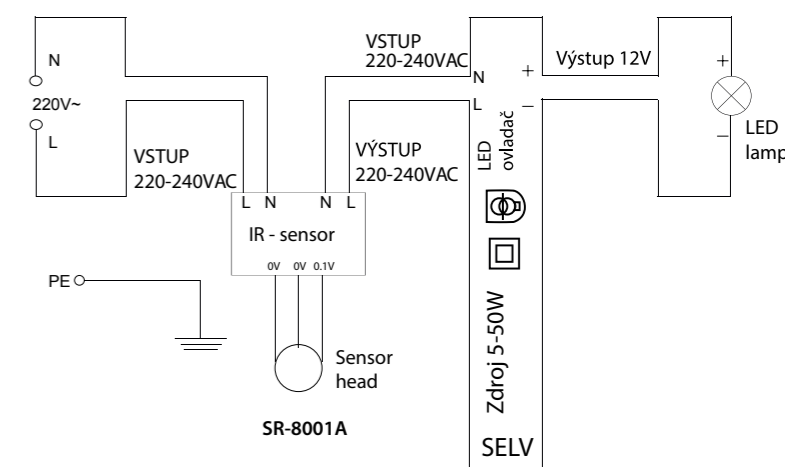 N
220V~
L
VSTUP
220-240VAC
L N
N L
IR - sensor
0V 0V 0.1V
Sensor
head
SR-8001A
PE
VÝSTUP
220-240VAC
VSTUP
220-240VAC
N
L
+
−
LED
ovladač
Zdroj 5-50W
SELV
Výstup 12V
+
−
LED
lamp